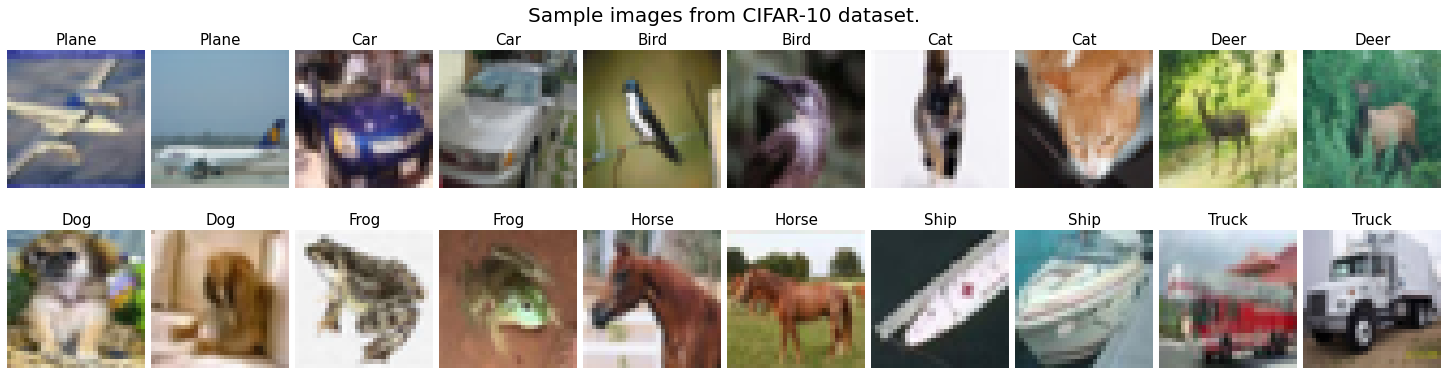 Sample images from CIFAR-10 dataset.
Plane Plane Car Car Bird Bird Cat Cat Deer Deer
Dog Dog Frog Frog Horse Horse Ship Ship Truck Truck